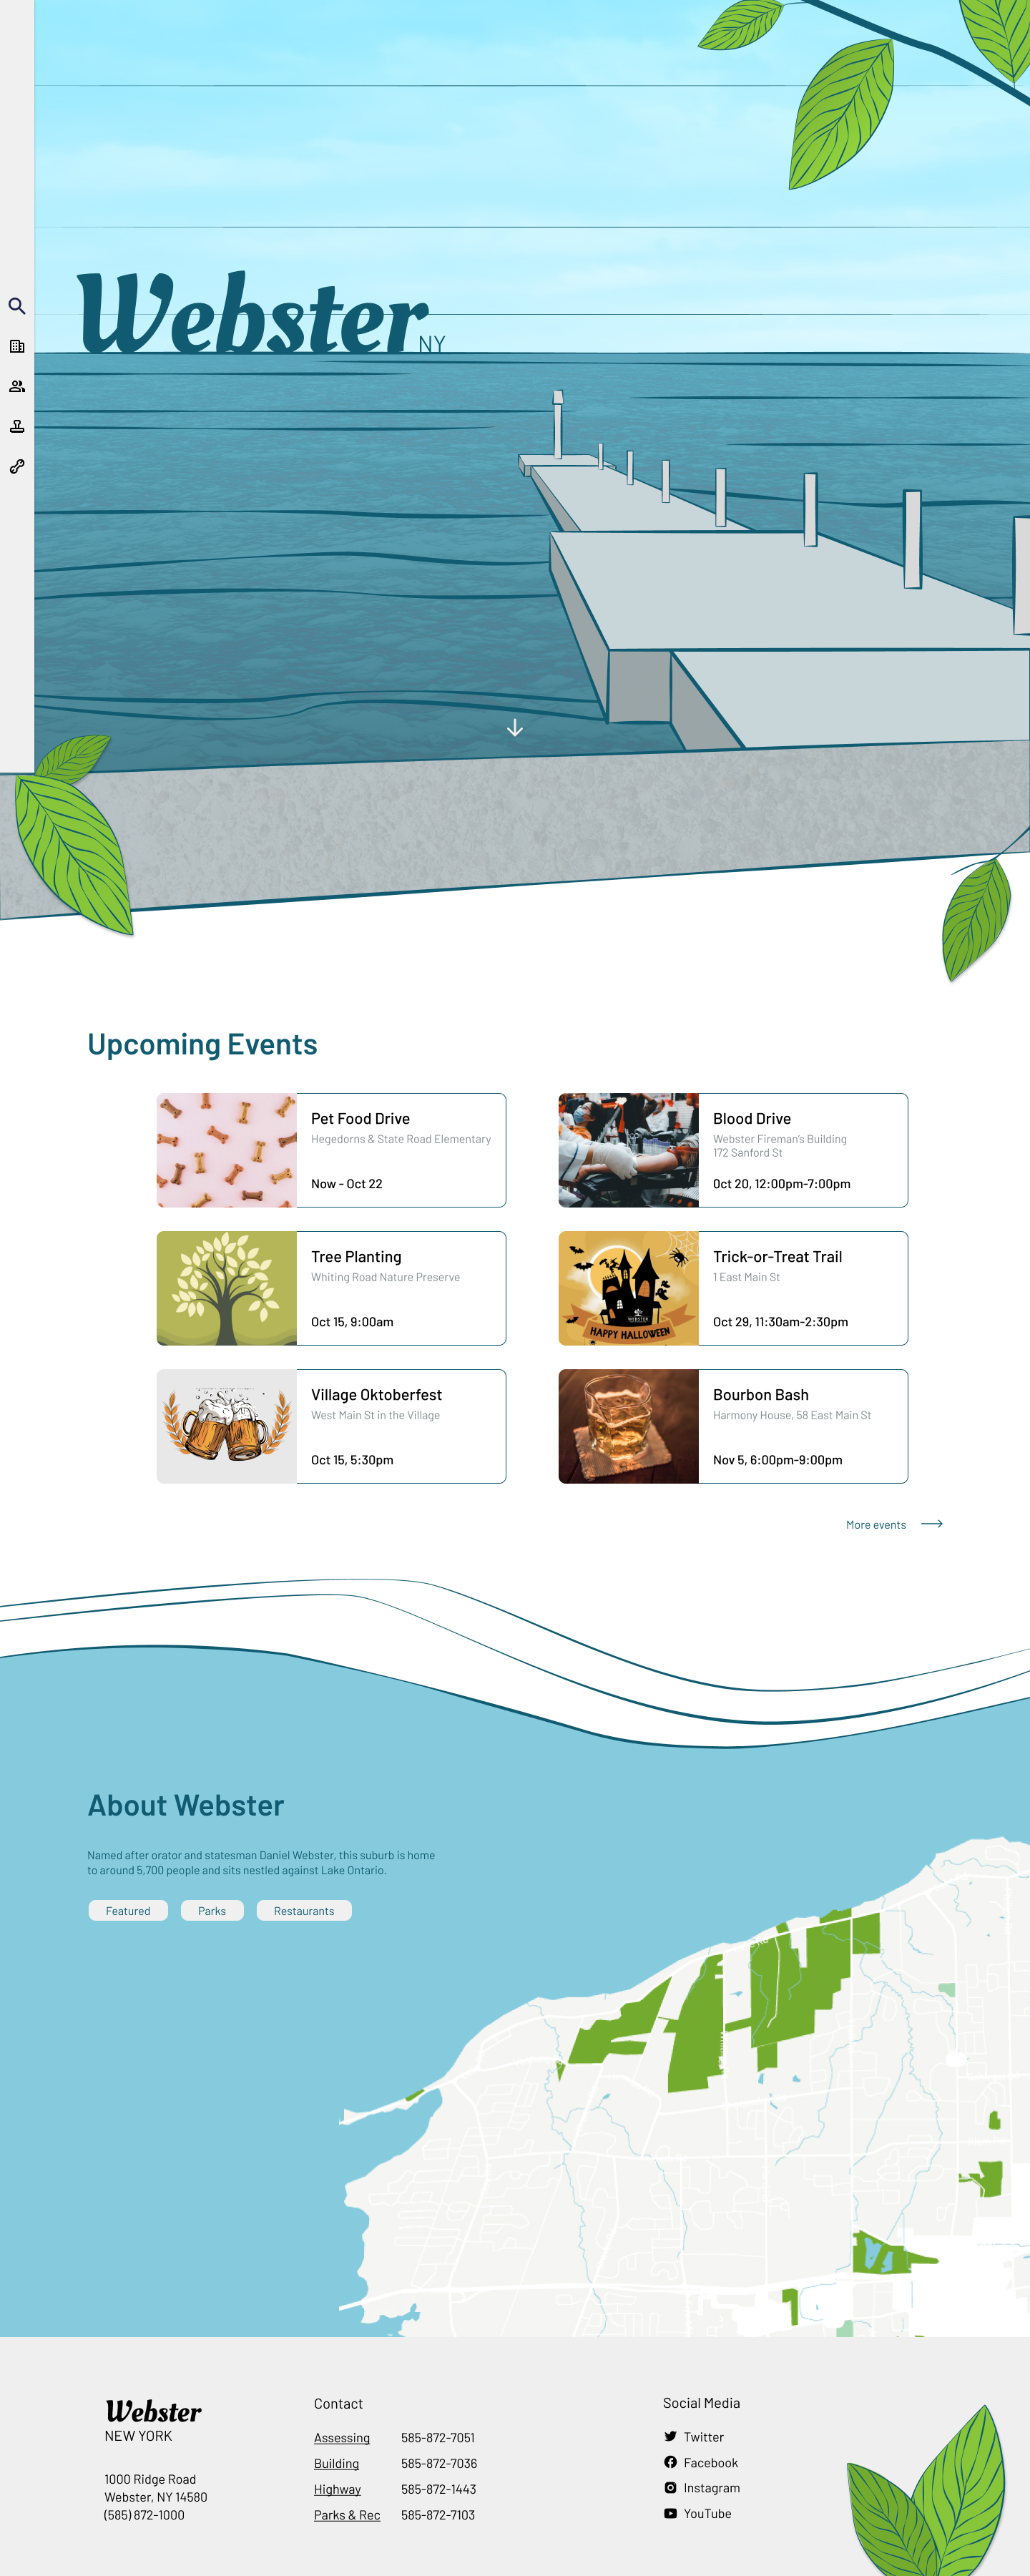 Webster
NY
Upcoming Events
Pet Food Drive
Hegedorns & State Road Elementary
Now - Oct 22
Blood Drive
Webster Fireman's Building
172 Sanford St
Oct 20, 12:00pm-7:00pm
Tree Planting
Whiting Road Nature Preserve
Oct 15, 9:00am
WEBSTER
HAPPY HALLOWEEN
Trick-or-Treat Trail
1 East Main St
Oct 29, 11:30am-2:30pm
Village Oktoberfest
West Main St in the Village
Oct 15, 5:30pm
Bourbon Bash
Harmony House, 58 East Main St
Nov 5, 6:00pm-9:00pm
More events
About Webster
Named after orator and statesman Daniel Webster, this suburb is home
to around 5,700 people and sits nestled against Lake Ontario.
Featured
Parks
Restaurants
Webster
NEW YORK
1000 Ridge Road
Webster, NY 14580
(585) 872-1000
Contact
Assessing 585-872-7051
Building 585-872-7036
Highway 585-872-1443
Parks & Rec 585-872-7103
Social Media
Twitter
Facebook
Instagram
YouTube